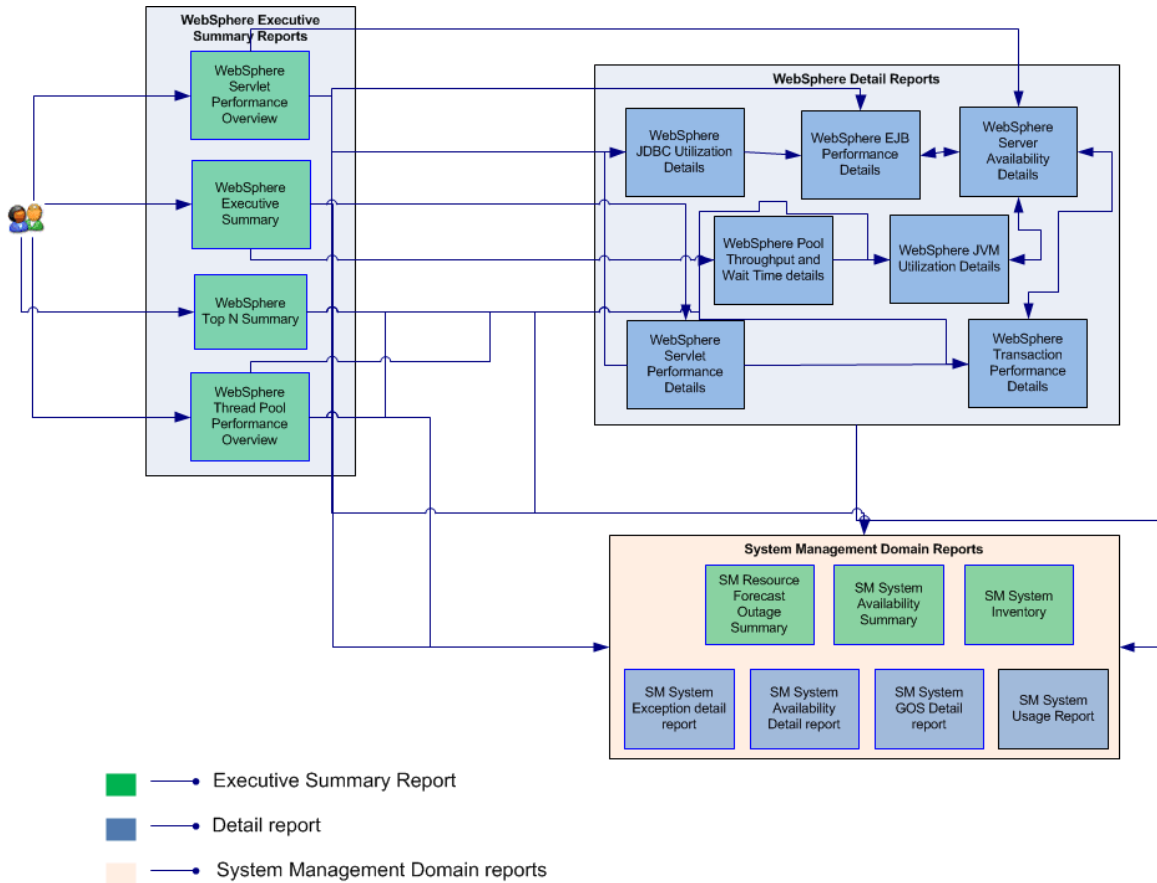 WebSphere Executive
Summary Reports
WebSphere
Servlet
Performance
Overview
WebSphere
Executive
Summary
WebSphere
Top N Summary
WebSphere
Thread Pool
Performance
Overview
WebSphere Detail Reports
WebSphere
JDBC Utilization
Details
WebSphere EJB
Performance
Details
WebSphere
Server
Availability
Details
WebSphere Pool
Throughput and
Wait Time details
WebSphere JVM
Utilization Details
WebSphere
Servlet
Performance
Details
WebSphere
Transaction
Performance
Details
System Management Domain Reports
SM Resource
Forecast
Outage
Summary
SM System
Availability
Summary
SM System
Inventory
SM System
Exception detail
report
SM System
Availability
Detail report
SM System
GOS Detail
report
SM System
Usage Report
Executive Summary Report
Detail report
System Management Domain reports